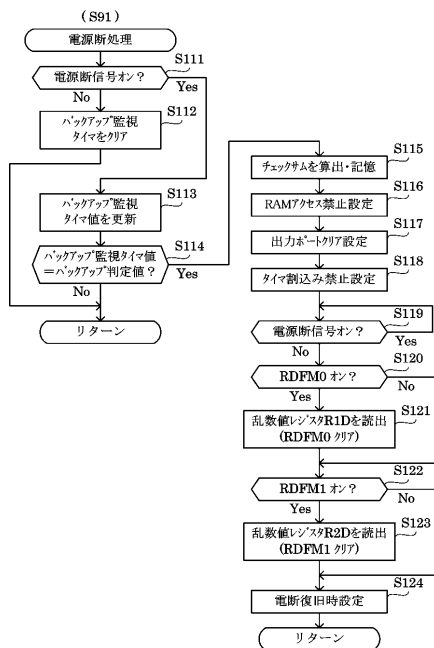 (S91)
電源断処理
S111
電源断信号オン？
No
Yes
S112
バックアップ監視
タイマをクリア
S113
バックアップ監視
タイマ値を更新
S114
バックアップ監視タイマ値
＝バックアップ判定値？
Yes
No
リターン
S115
チェックサムを算出・記憶
S116
RAMアクセス禁止設定
S117
出力ポートクリア設定
S118
タイマ割込み禁止設定
S119
電源断信号オン？
Yes
No
S120
RDFM0 オン？
No
Yes
S121
乱数値レジスタR1Dを読出
(RDFM0 クリア)
S122
RDFM1 オン？
No
Yes
S123
乱数値レジスタR2Dを読出
(RDFM1 クリア)
S124
電断復旧時設定
リターン